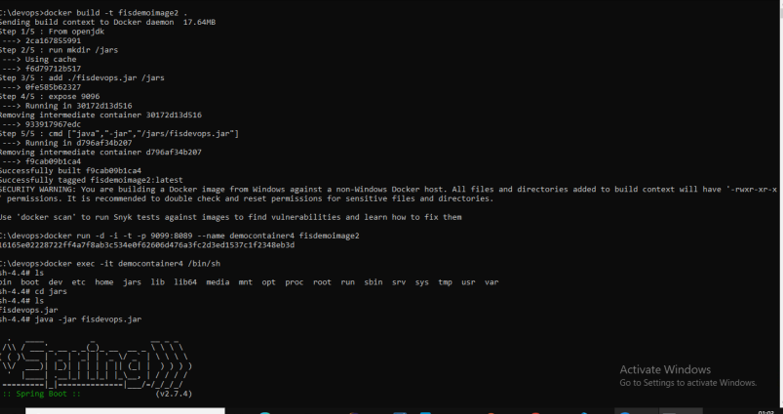 C:\devops>docker build -t fisdemoimage2 .
Sending build context to Docker daemon  17.64MB
Step 1/5 : From openjdk
---> 2ca167855991
Step 2/5 : run mkdir /jars
---> Using cache
---> f6d79712b517
Step 3/5 : add ./fisdevops.jar /jars
---> 0fe585b62327
Step 4/5 : expose 9096
---> Running in 30172d13d516
Removing intermediate container 30172d13d516
---> 933917967edc
Step 5/5 : cmd ["java","-jar","/jars/fisdevops.jar"]
---> Running in d796af34b207
Removing intermediate container d796af34b207
---> f9cab09b1ca4
Successfully built f9cab09b1ca4
Successfully tagged fisdemoimage2:latest
SECURITY WARNING: You are building a Docker image from Windows against a non-Windows Docker host. All files and directories added to build context will have '-rwxr-xr-x
' permissions. It is recommended to double check and reset permissions for sensitive files and directories.
Use 'docker scan' to run Snyk tests against images to find vulnerabilities and learn how to fix them
C:\devops>docker run -d -i -t -p 9099:8089 --name democontainer4 fisdemoimage2
16165e02228722ff4a7f8ab3c534e0f62606d476a3fc2d3ed1537c1f2348eb3d
C:\devops>docker exec -it democontainer4 /bin/sh
sh-4.4# ls
bin  boot  dev  etc  home  jars  lib  lib64  media  mnt  opt  proc  root  run  sbin  srv  sys  tmp  usr  var
sh-4.4# cd jars
sh-4.4# ls
fisdevops.jar
sh-4.4# java -jar fisdevops.jar
Spring
:: Spring Boot ::                (v2.7.4)
Activate Windows
Go to Settings to activate Windows.